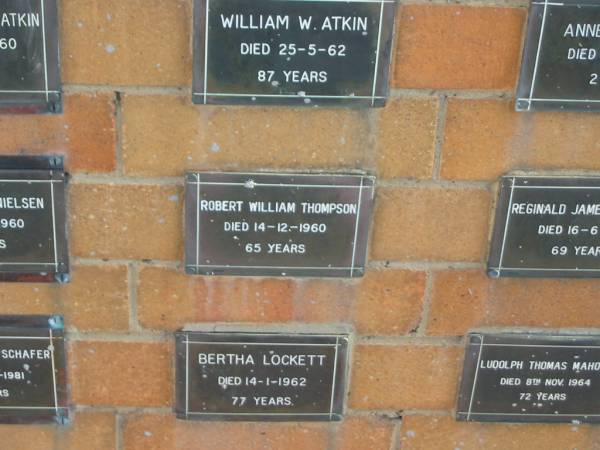 ATKIN
60
WILLIAM W. ATKIN
DIED 25-5-62
87 YEARS
ANNE
DIED
2
NIELSEN
1960
S
ROBERT WILLIAM THOMPSON
DIED 14-12-1960
65 YEARS
REGINALD JAME
DIED 16-6
69 YEAR
SCHAFER
-1981
RS
BERTHA LOCKETT
DIED 14-1-1962
77 YEARS.
LUDOLPH THOMAS MAHO
DIED 8TH NOV. 1964
72 YEARS